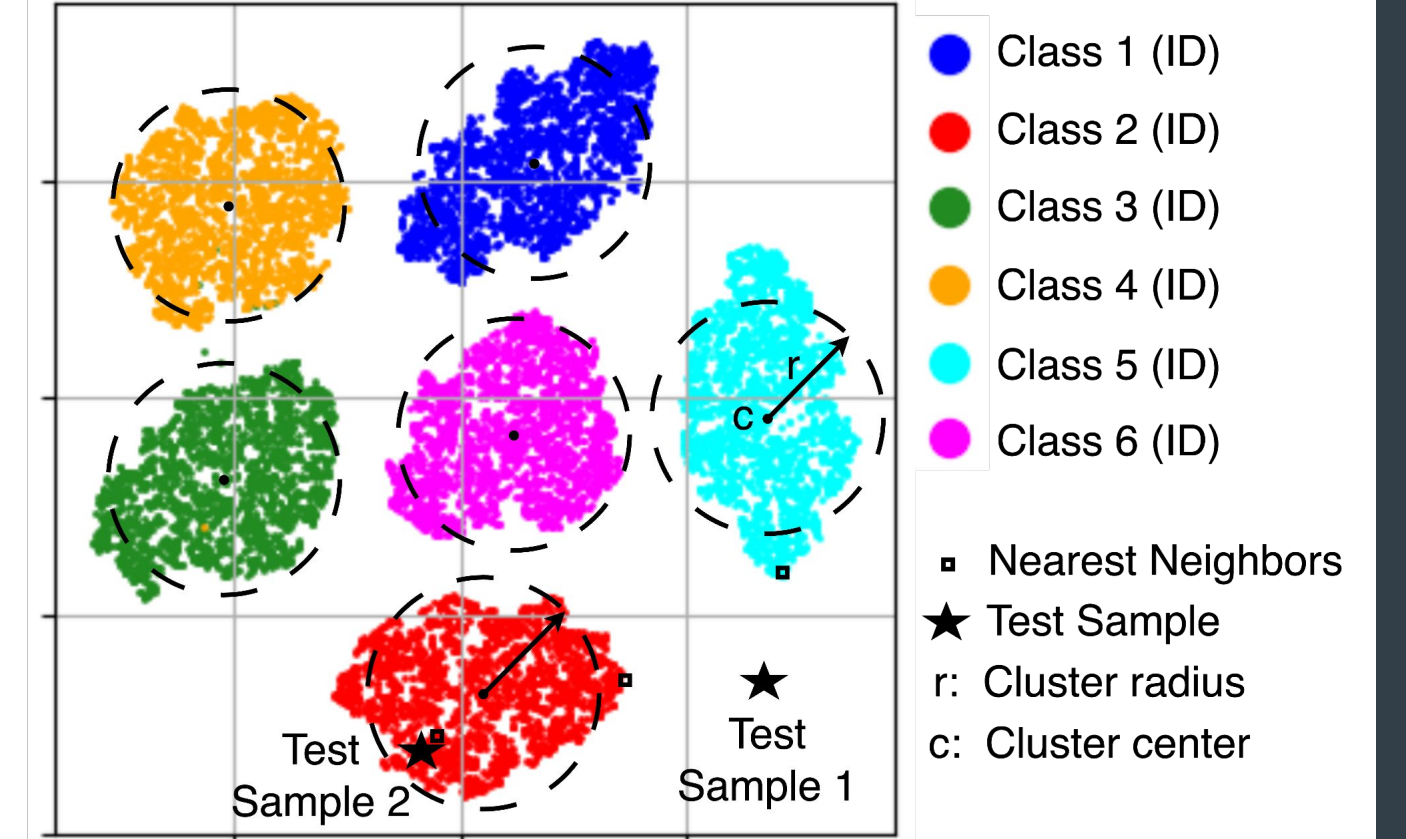 Class 1 (ID)
Class 2 (ID)
Class 3 (ID)
Class 4 (ID)
Class 5 (ID)
Class 6 (ID)
r
c
Nearest Neighbors
Test Sample
r: Cluster radius
c: Cluster center
Test
Sample 1
Test
Sample 2